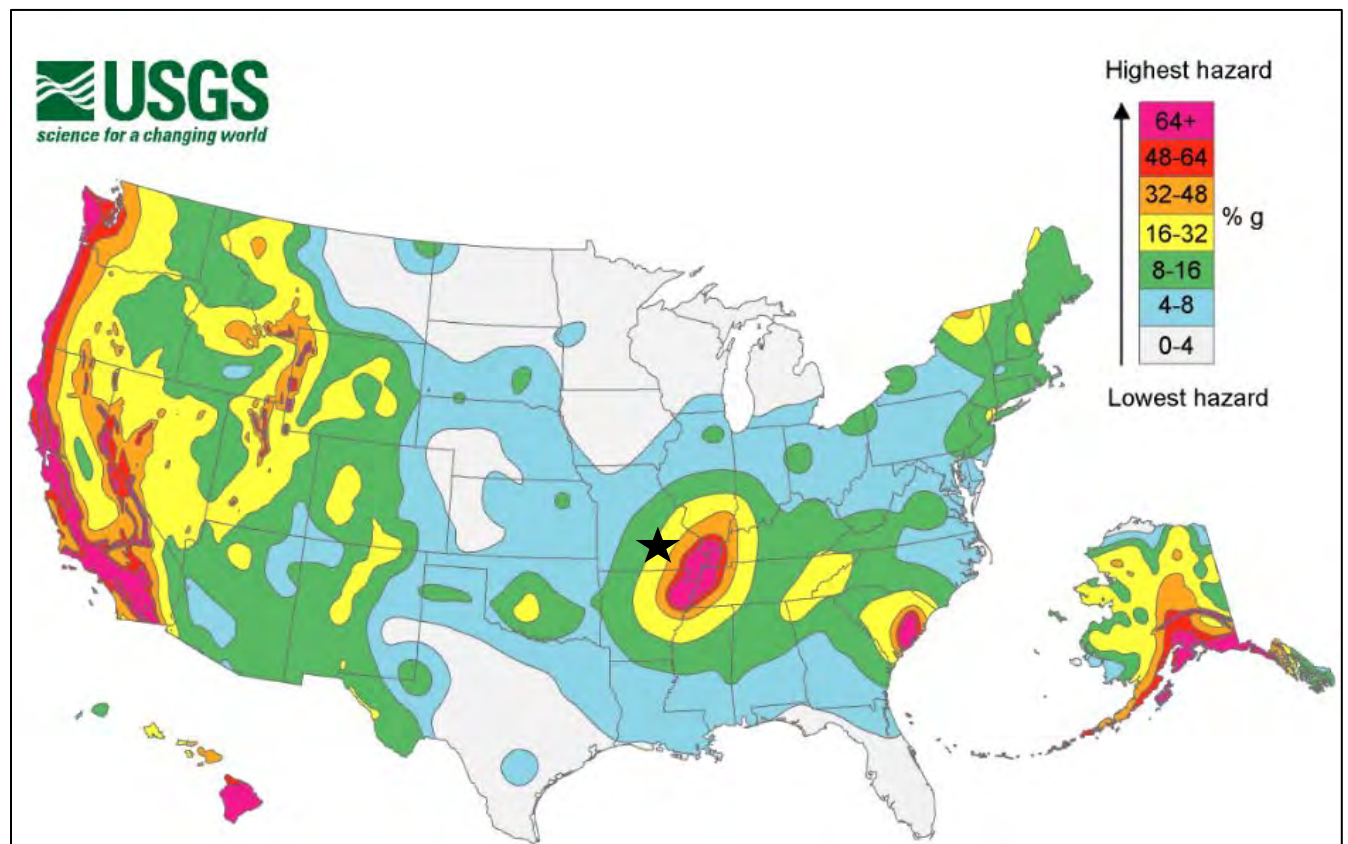 USGS
science for a changing world
Highest hazard
64+
48-64
32-48
16-32
% g
8-16
4-8
0-4
Lowest hazard